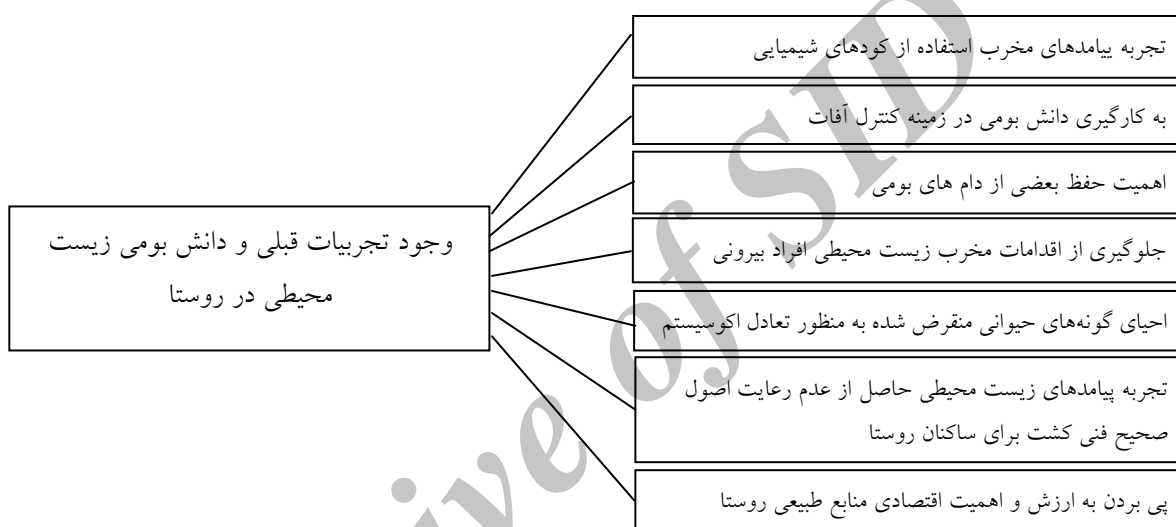 تجربه پیامدهای مخرب استفاده از کودهای شیمیایی
به کارگیری دانش بومی در زمینه کنترل آفات
اهمیت حفظ بعضی از دام های بومی
جلوگیری از اقدامات مخرب زیست محیطی افراد بیرونی
احیای گونه‌های حیوانی منقرض شده به منظور تعادل اکوسیستم
تجربه پیامدهای زیست محیطی حاصل از عدم رعایت اصول
صحیح فنی کشت برای ساکنان روستا
پی بردن به ارزش و اهمیت اقتصادی منابع طبیعی روستا
وجود تجربیات قبلی و دانش بومی زیست
محیطی در روستا
ive of SID